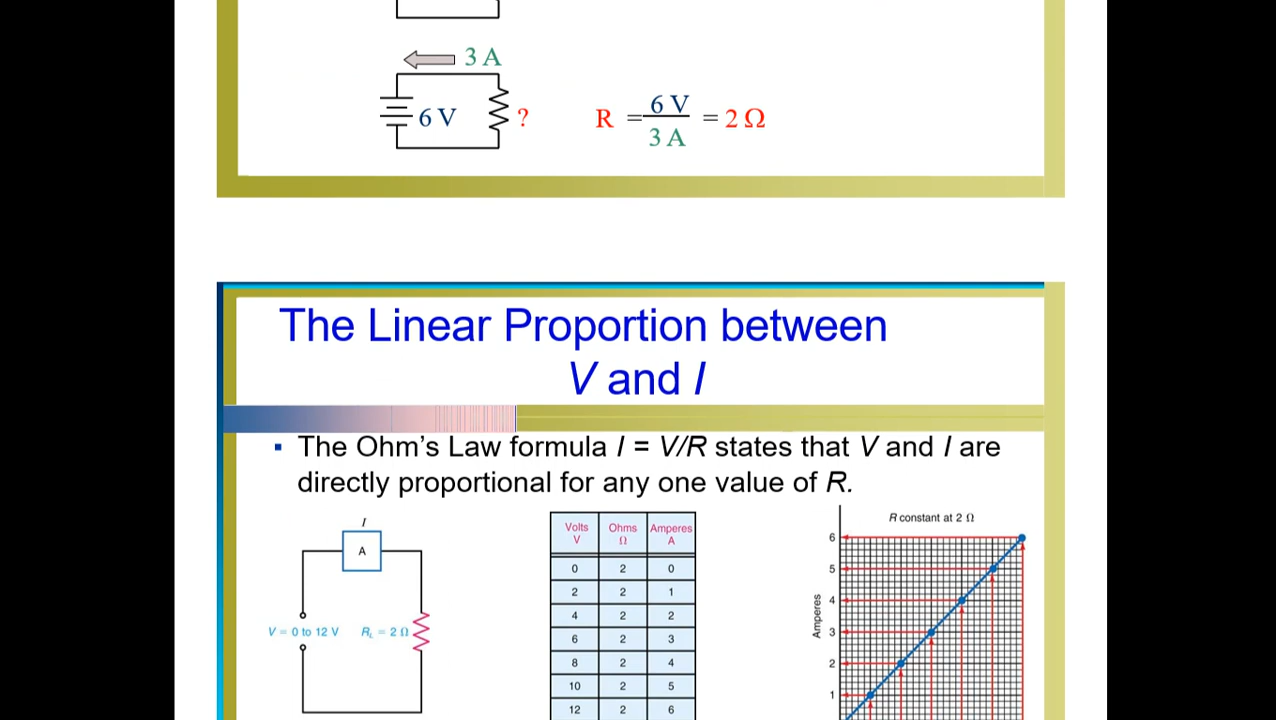 3 A
6 V
?
R = 6 V / 3 A = 2 Ω
The Linear Proportion between
V and I
▪ The Ohm’s Law formula I = V/R states that V and I are
directly proportional for any one value of R.
I
A
V = 0 to 12 V
R_L = 2 Ω
Volts V Ohms Ω Amperes A
0 2 0
2 2 1
4 2 2
6 2 3
8 2 4
10 2 5
12 2 6
R constant at 2 Ω
Amperes
6
5
4
3
2
1